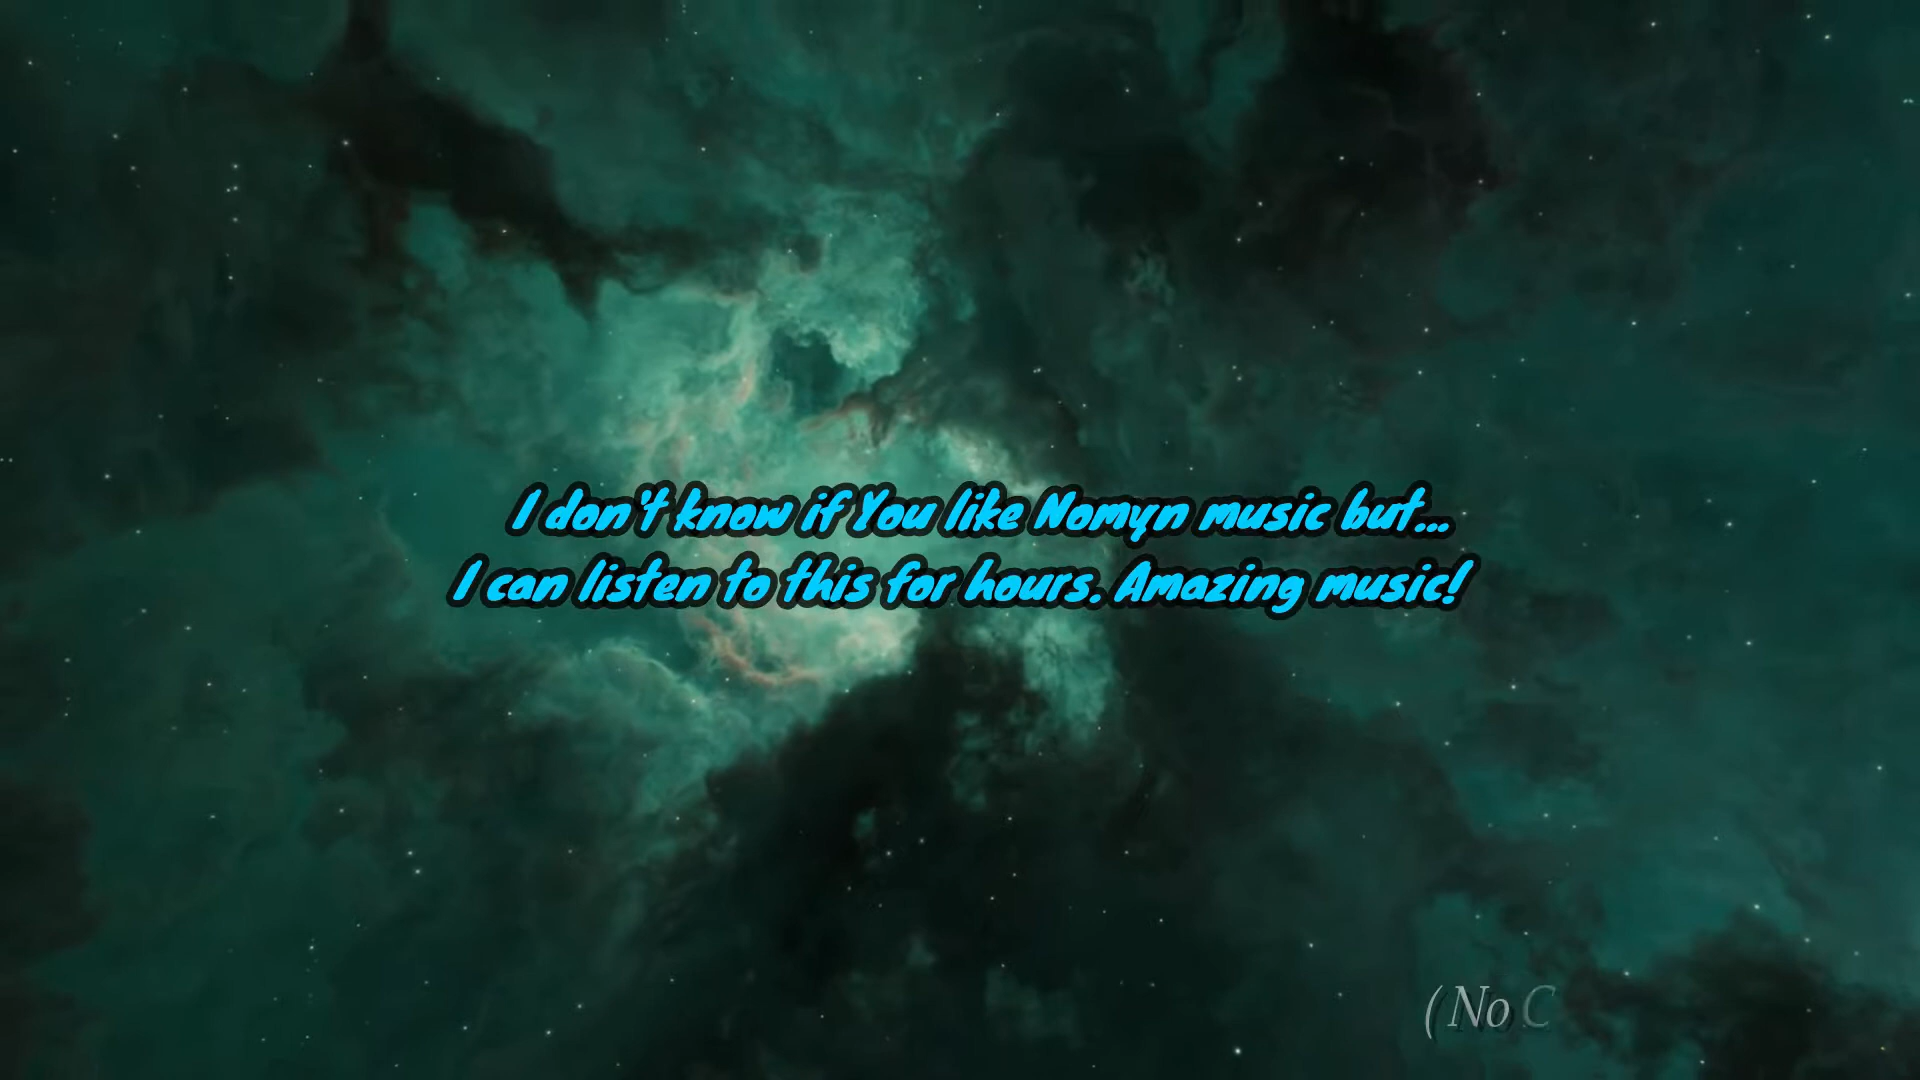 I don't know if You like Nomyn music but...
I can listen to this for hours. Amazing music!
(No C